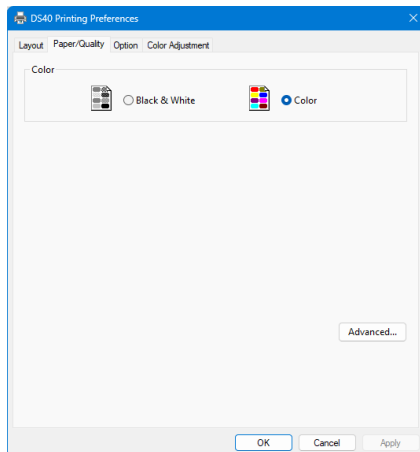 DS40 Printing Preferences
Layout Paper/Quality Option Color Adjustment
Color
Black & White Color
Advanced...
OK Cancel Apply